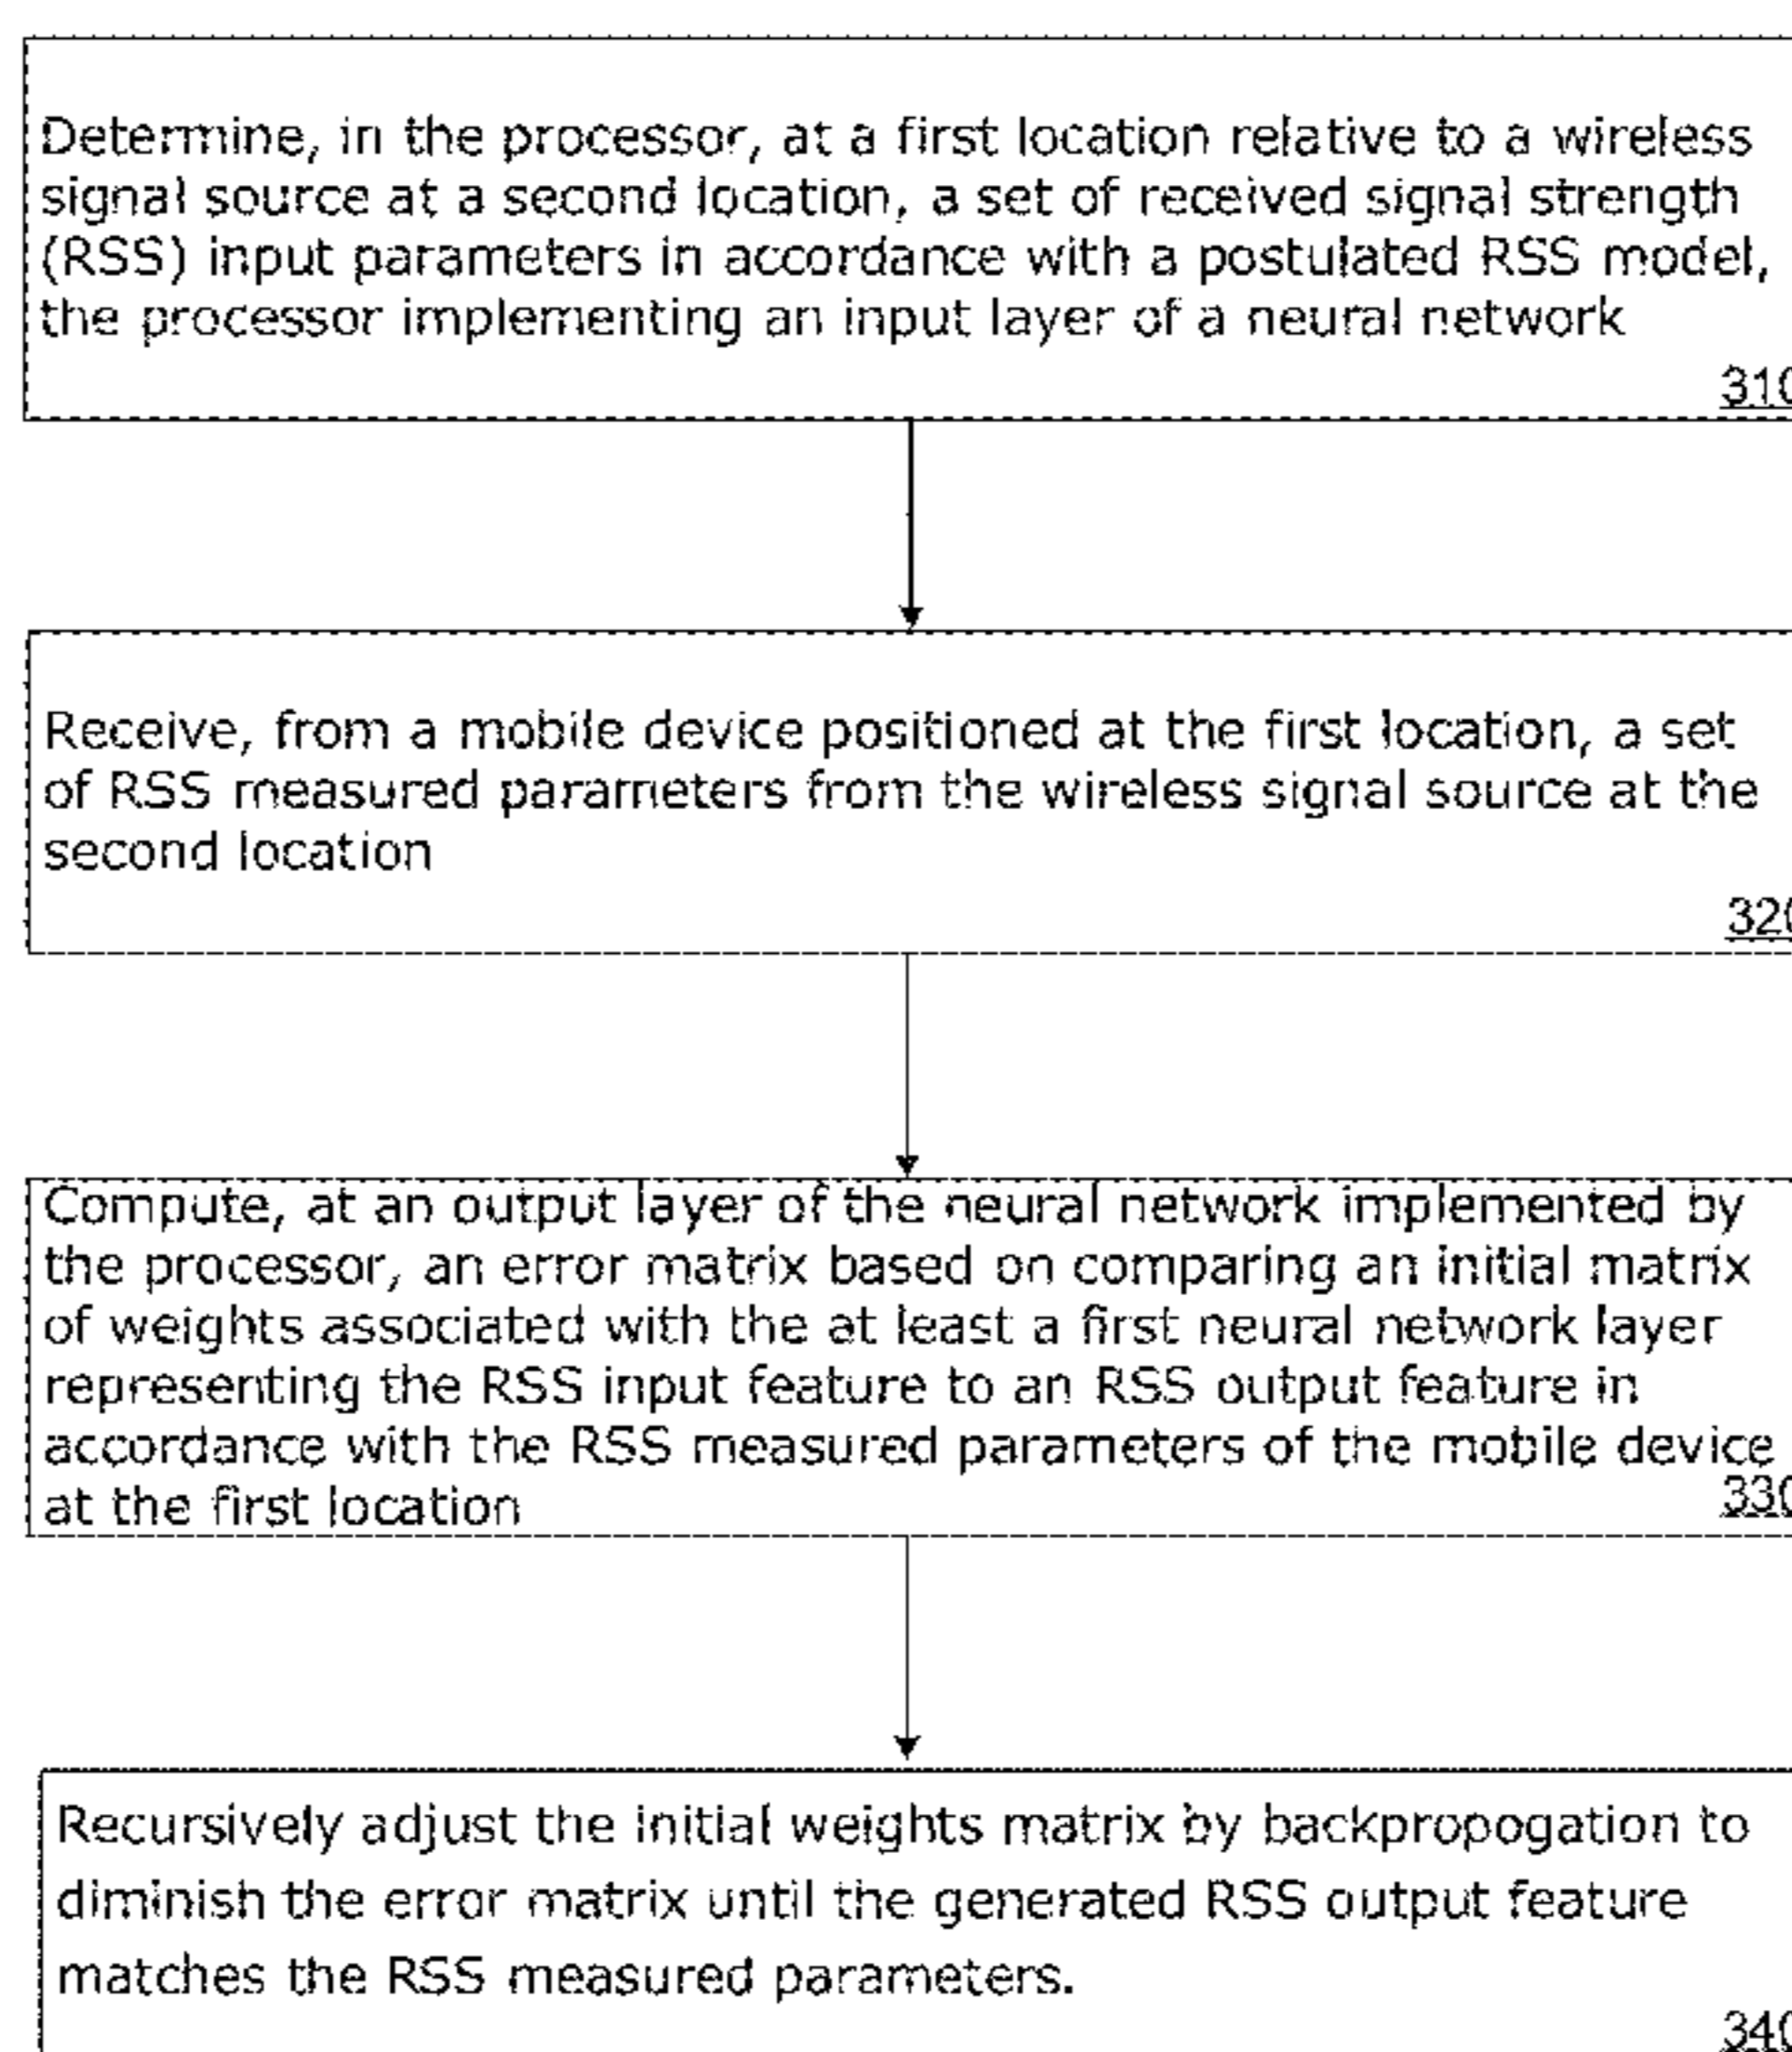 Determine, in the processor, at a first location relative to a wireless
signal source at a second location, a set of received signal strength
(RSS) input parameters in accordance with a postulated RSS model,
the processor implementing an input layer of a neural network
310
Receive, from a mobile device positioned at the first location, a set
of RSS measured parameters from the wireless signal source at the
second location
320
Compute, at an output layer of the neural network implemented by
the processor, an error matrix based on comparing an initial matrix
of weights associated with the at least a first neural network layer
representing the RSS input feature to an RSS output feature in
accordance with the RSS measured parameters of the mobile device
at the first location
330
Recursively adjust the initial weights matrix by backpropogation to
diminish the error matrix until the generated RSS output feature
matches the RSS measured parameters.
340